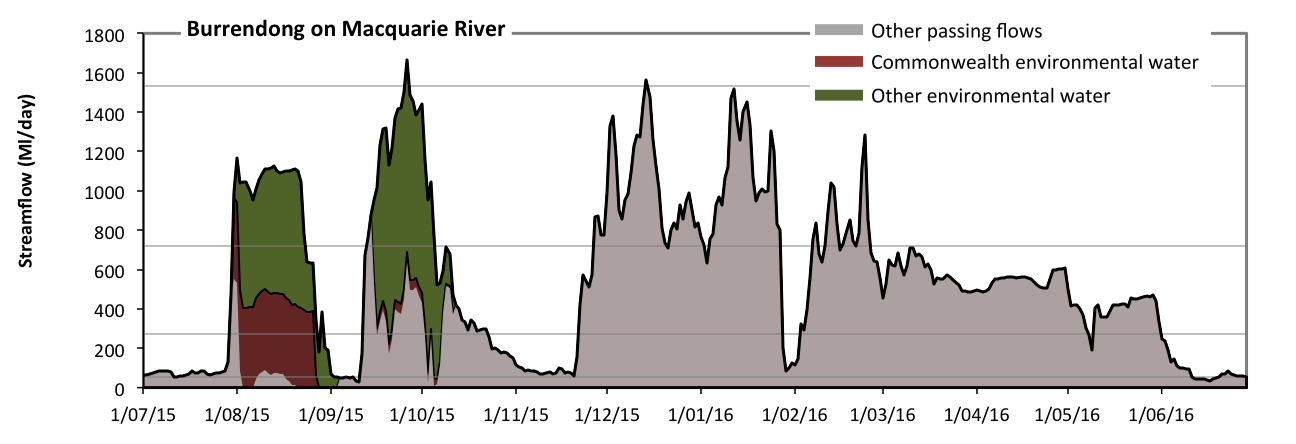 Burrendong on Macquarie River
Other passing flows
Commonwealth environmental water
Other environmental water
Streamflow (Ml/day)
1800
1600
1400
1200
1000
800
600
400
200
0
1/07/15 1/08/15 1/09/15 1/10/15 1/11/15 1/12/15 1/01/16 1/02/16 1/03/16 1/04/16 1/05/16 1/06/16